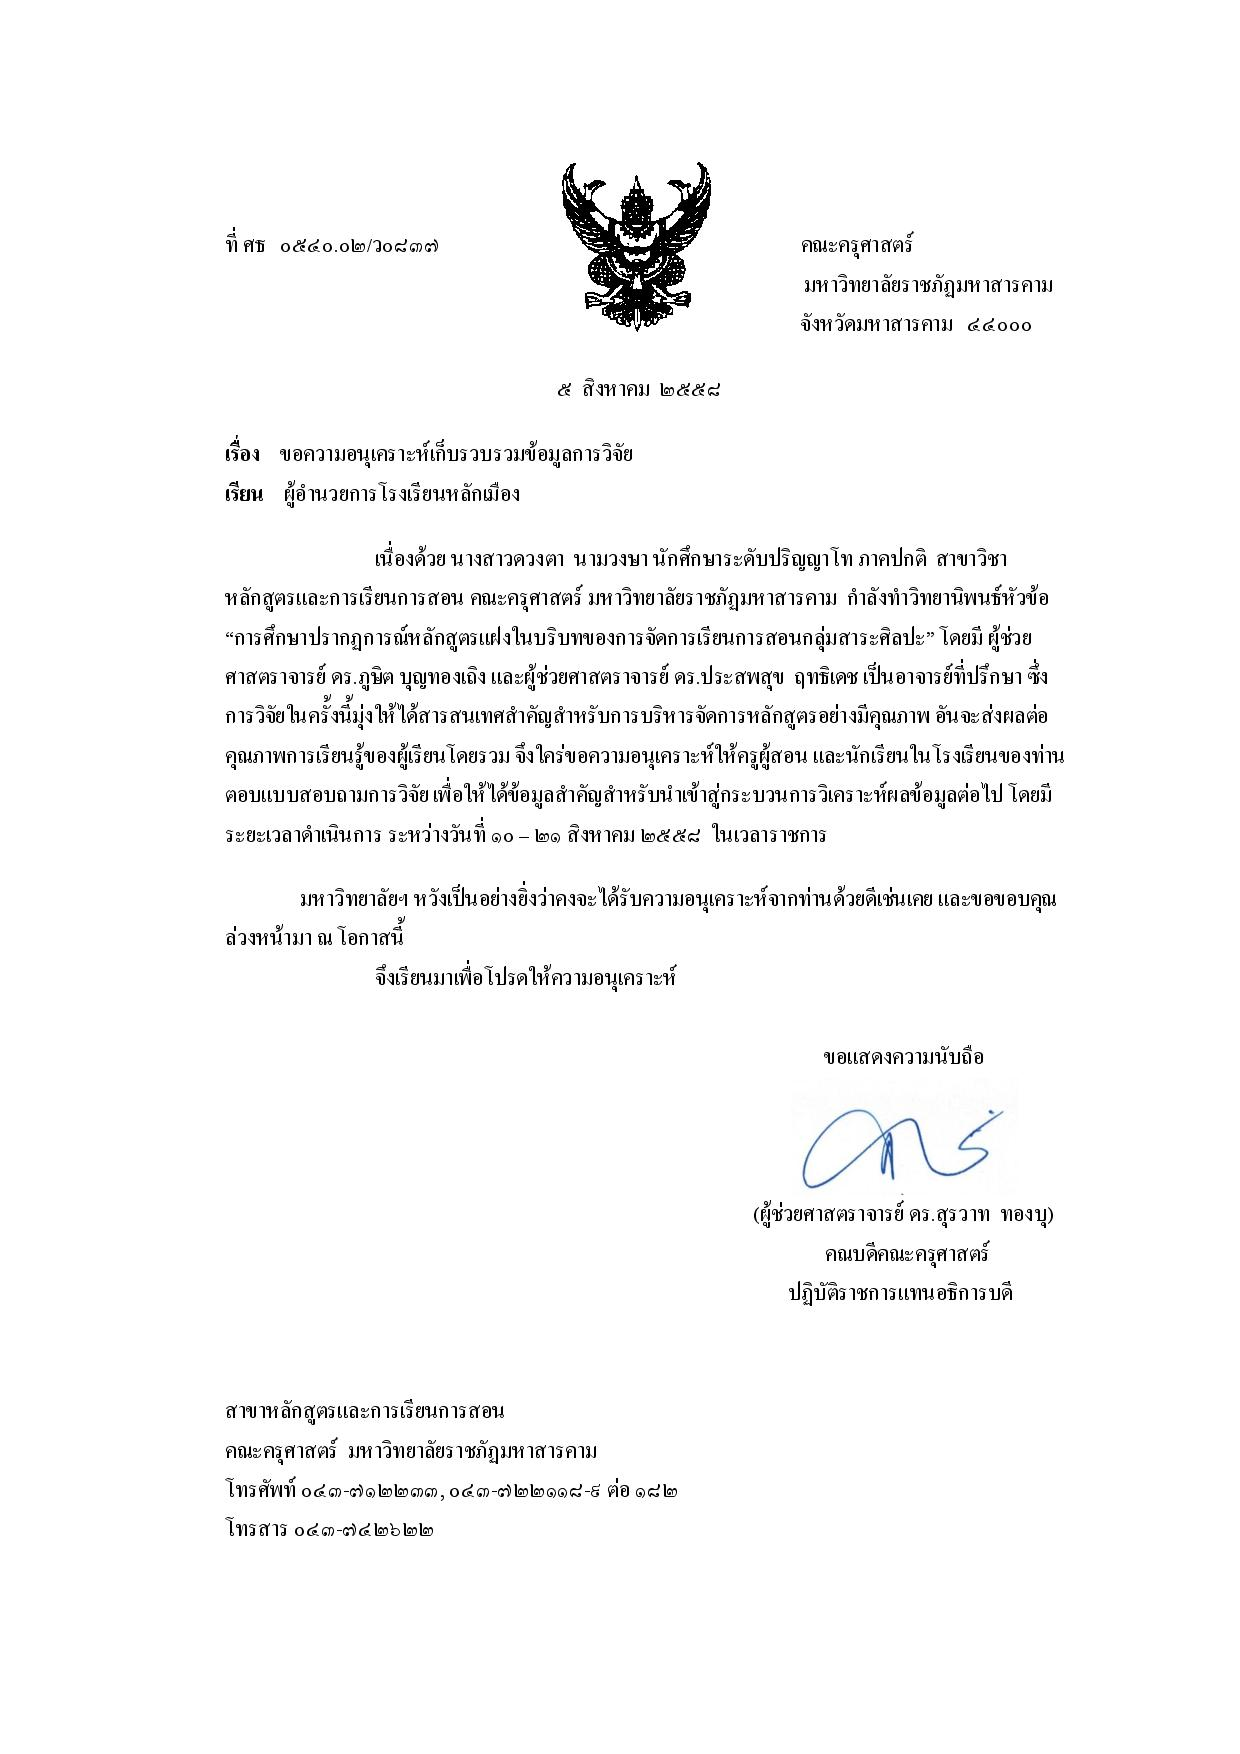 ที่ ศธ ๐๕๔๐.๐๒/ว๐๘๓๗
คณะครุศาสตร์
มหาวิทยาลัยราชภัฏมหาสารคาม
จังหวัดมหาสารคาม ๔๔๐๐๐
๕ สิงหาคม ๒๕๕๘
เรื่อง ขอความอนุเคราะห์เก็บรวบรวมข้อมูลการวิจัย
เรียน ผู้อำนวยการโรงเรียนหลักเมือง
เนื่องด้วย นางสาวดวงตา นามวงษา นักศึกษาระดับปริญญาโท ภาคปกติ สาขาวิชา
หลักสูตรและการเรียนการสอน คณะครุศาสตร์ มหาวิทยาลัยราชภัฏมหาสารคาม กำลังทำวิทยานิพนธ์หัวข้อ
“การศึกษาปรากฏการณ์หลักสูตรแฝงในบริบทของการจัดการเรียนการสอนกลุ่มสาระศิลปะ” โดยมี ผู้ช่วย
ศาสตราจารย์ ดร.ภูษิต บุญทองเถิง และผู้ช่วยศาสตราจารย์ ดร.ประสพสุข ฤทธิเดช เป็นอาจารย์ที่ปรึกษา ซึ่ง
การวิจัยในครั้งนี้มุ่งให้ได้สารสนเทศสำคัญสำหรับการบริหารจัดการหลักสูตรอย่างมีคุณภาพ อันจะส่งผลต่อ
คุณภาพการเรียนรู้ของผู้เรียนโดยรวม จึงใคร่ขอความอนุเคราะห์ให้ครูผู้สอน และนักเรียนในโรงเรียนของท่าน
ตอบแบบสอบถามการวิจัย เพื่อให้ได้ข้อมูลสำคัญสำหรับนำเข้าสู่กระบวนการวิเคราะห์ผลข้อมูลต่อไป โดยมี
ระยะเวลาดำเนินการ ระหว่างวันที่ ๑๐ – ๒๑ สิงหาคม ๒๕๕๘ ในเวลาราชการ
มหาวิทยาลัยฯ หวังเป็นอย่างยิ่งว่าคงจะได้รับความอนุเคราะห์จากท่านด้วยดีเช่นเคย และขอขอบคุณ
ล่วงหน้ามา ณ โอกาสนี้
จึงเรียนมาเพื่อโปรดให้ความอนุเคราะห์
ขอแสดงความนับถือ
(ผู้ช่วยศาสตราจารย์ ดร.สุรวาท ทองบุ)
คณบดีคณะครุศาสตร์
ปฏิบัติราชการแทนอธิการบดี
สาขาหลักสูตรและการเรียนการสอน
คณะครุศาสตร์ มหาวิทยาลัยราชภัฏมหาสารคาม
โทรศัพท์ ๐๔๓-๗๑๒๒๓๓, ๐๔๓-๗๒๒๑๑๘-๙ ต่อ ๑๘๒
โทรสาร ๐๔๓-๗๔๒๖๒๒